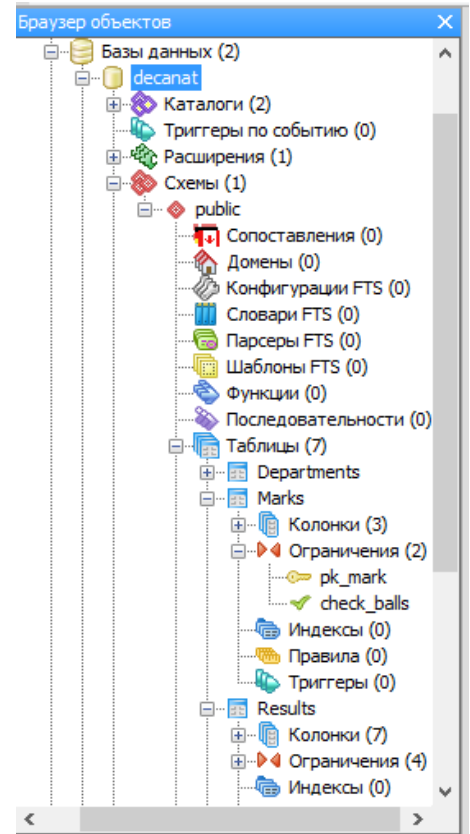 Браузер объектов
Базы данных (2)
decanat
Каталоги (2)
Триггеры по событию (0)
Расширения (1)
Схемы (1)
public
Сопоставления (0)
Домены (0)
Конфигурации FTS (0)
Словари FTS (0)
Парсеры FTS (0)
Шаблоны FTS (0)
Функции (0)
Последовательности (0)
Таблицы (7)
Departments
Marks
Колонки (3)
Ограничения (2)
pk_mark
check_balls
Индексы (0)
Правила (0)
Триггеры (0)
Results
Колонки (7)
Ограничения (4)
Индексы (0)